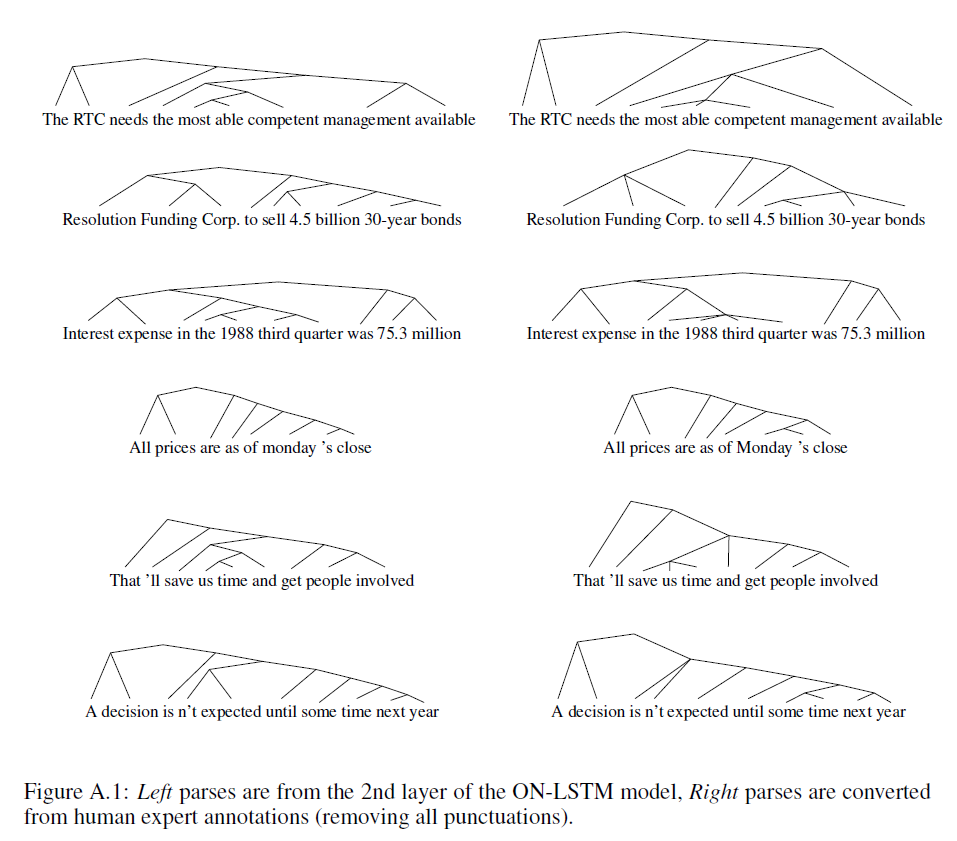 The RTC needs the most able competent management available
The RTC needs the most able competent management available
Resolution Funding Corp. to sell 4.5 billion 30-year bonds
Resolution Funding Corp. to sell 4.5 billion 30-year bonds
Interest expense in the 1988 third quarter was 75.3 million
Interest expense in the 1988 third quarter was 75.3 million
All prices are as of monday 's close
All prices are as of Monday 's close
That 'll save us time and get people involved
That 'll save us time and get people involved
A decision is n't expected until some time next year
A decision is n't expected until some time next year
Figure A.1: Left parses are from the 2nd layer of the ON-LSTM model, Right parses are converted
from human expert annotations (removing all punctuations).